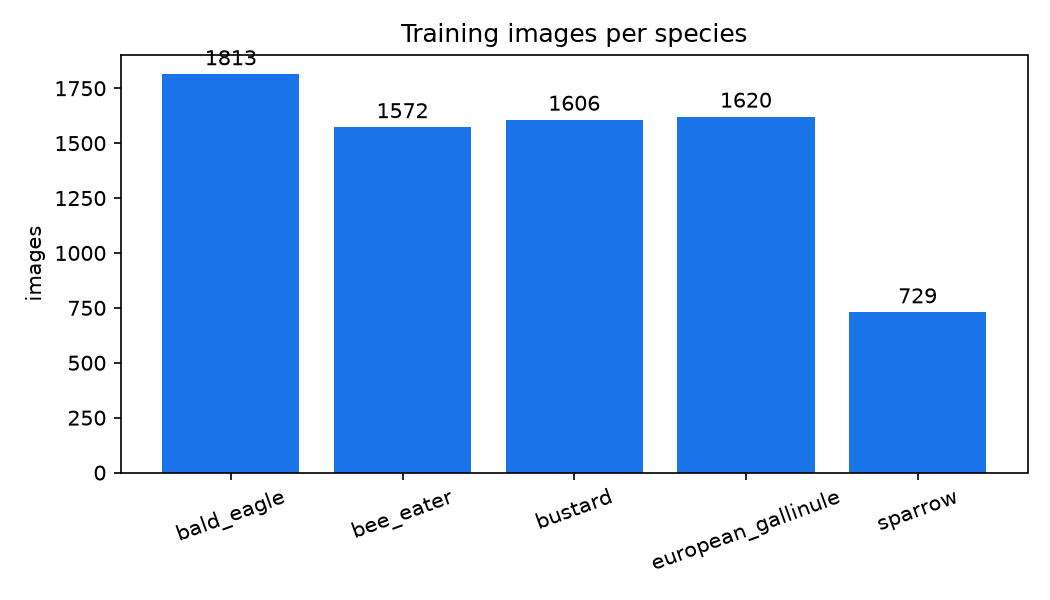 Training images per species
1813
1572
1606
1620
729
images
1750
1500
1250
1000
750
500
250
0
bald_eagle
bee_eater
bustard
european_gallinule
sparrow